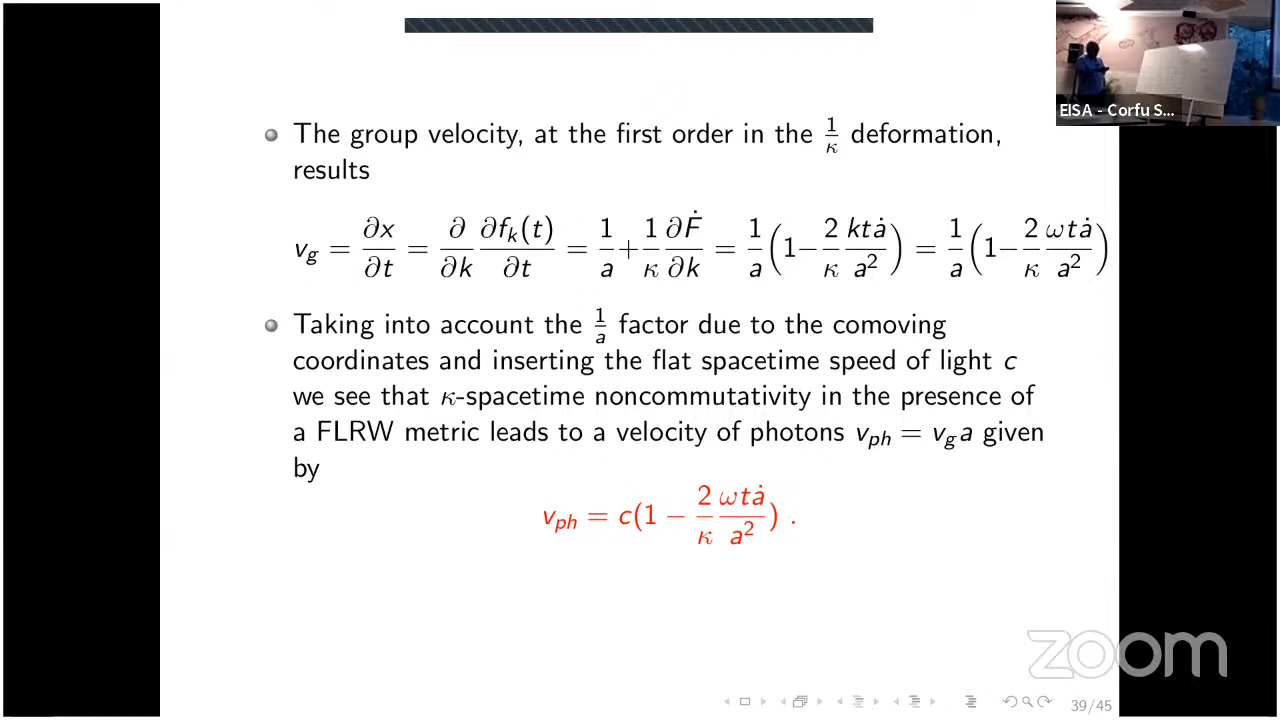 EISA - Corfu S...
The group velocity, at the first order in the 1/κ deformation,
results
v_g = ∂x/∂t = ∂/∂k ∂f_k(t)/∂t = 1/a + 1/κ ∂Ḟ/∂k = 1/a (1 − 2/κ ktȧ/a²) = 1/a (1 − 2/κ ωtȧ/a²)
Taking into account the 1/a factor due to the comoving
coordinates and inserting the flat spacetime speed of light c
we see that κ-spacetime noncommutativity in the presence of
a FLRW metric leads to a velocity of photons v_ph = v_g a given
by
v_ph = c(1 − 2/κ ωtȧ/a²) .
zoom
39/45